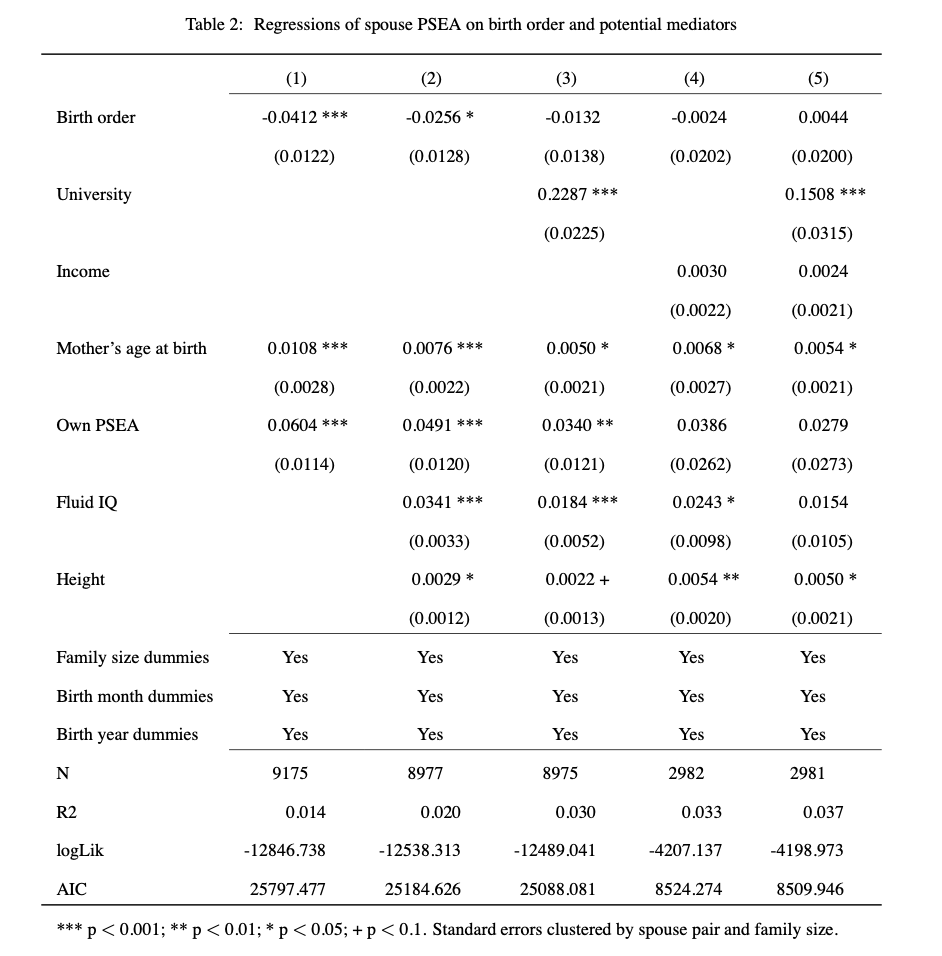 Table 2: Regressions of spouse PSEA on birth order and potential mediators
(1) (2) (3) (4) (5)
Birth order -0.0412 *** -0.0256 * -0.0132 -0.0024 0.0044
(0.0122) (0.0128) (0.0138) (0.0202) (0.0200)
University 0.2287 *** 0.1508 ***
(0.0225) (0.0315)
Income 0.0030 0.0024
(0.0022) (0.0021)
Mother's age at birth 0.0108 *** 0.0076 *** 0.0050 * 0.0068 * 0.0054 *
(0.0028) (0.0022) (0.0021) (0.0027) (0.0021)
Own PSEA 0.0604 *** 0.0491 *** 0.0340 ** 0.0386 0.0279
(0.0114) (0.0120) (0.0121) (0.0262) (0.0273)
Fluid IQ 0.0341 *** 0.0184 *** 0.0243 * 0.0154
(0.0033) (0.0052) (0.0098) (0.0105)
Height 0.0029 * 0.0022 + 0.0054 ** 0.0050 *
(0.0012) (0.0013) (0.0020) (0.0021)
Family size dummies Yes Yes Yes Yes Yes
Birth month dummies Yes Yes Yes Yes Yes
Birth year dummies Yes Yes Yes Yes Yes
N 9175 8977 8975 2982 2981
R2 0.014 0.020 0.030 0.033 0.037
logLik -12846.738 -12538.313 -12489.041 -4207.137 -4198.973
AIC 25797.477 25184.626 25088.081 8524.274 8509.946
*** p < 0.001; ** p < 0.01; * p < 0.05; + p < 0.1. Standard errors clustered by spouse pair and family size.